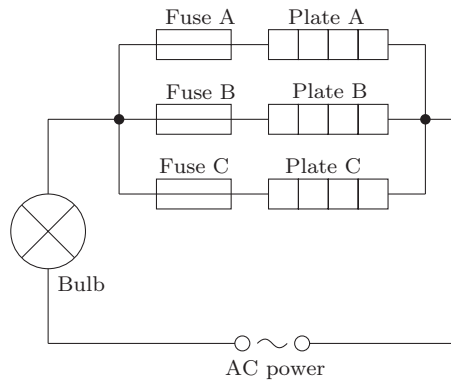 Fuse A
Plate A
Fuse B
Plate B
Fuse C
Plate C
Bulb
AC power